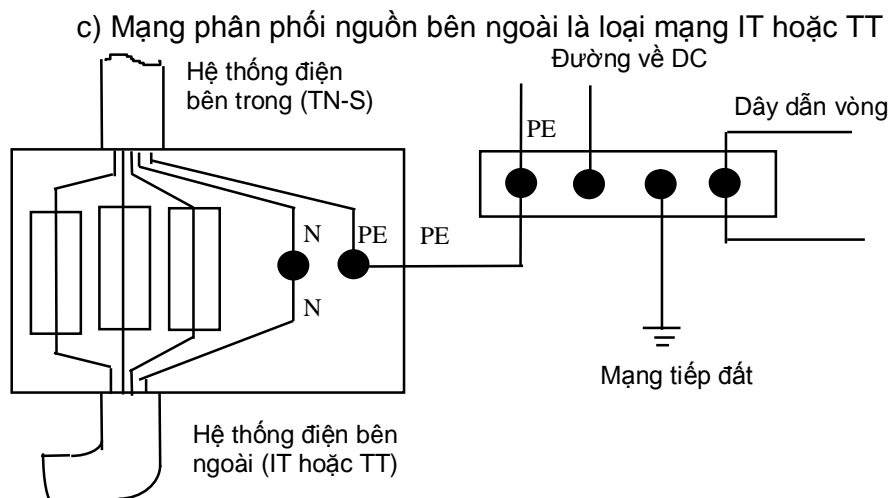 c) Mạng phân phối nguồn bên ngoài là loại mạng IT hoặc TT
Hệ thống điện
bên trong (TN-S)
Đường về DC
Dây dẫn vòng
PE
N
PE
PE
N
Mạng tiếp đất
Hệ thống điện bên
ngoài (IT hoặc TT)